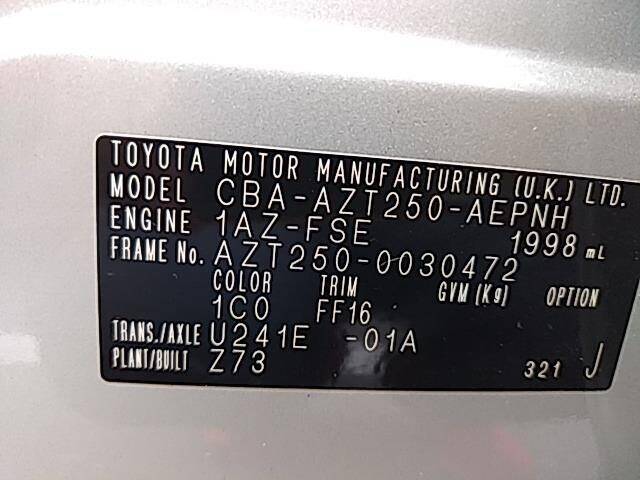 TOYOTA MOTOR MANUFACTURING (U.K.) LTD.
MODEL CBA-AZT250-AEPNH
ENGINE 1AZ-FSE 1998 mL
FRAME No. AZT250-0030472
COLOR TRIM GVM (Kg) OPTION
1C0 FF16
TRANS./AXLE U241E -01A
PLANT/BUILT Z73 321 J